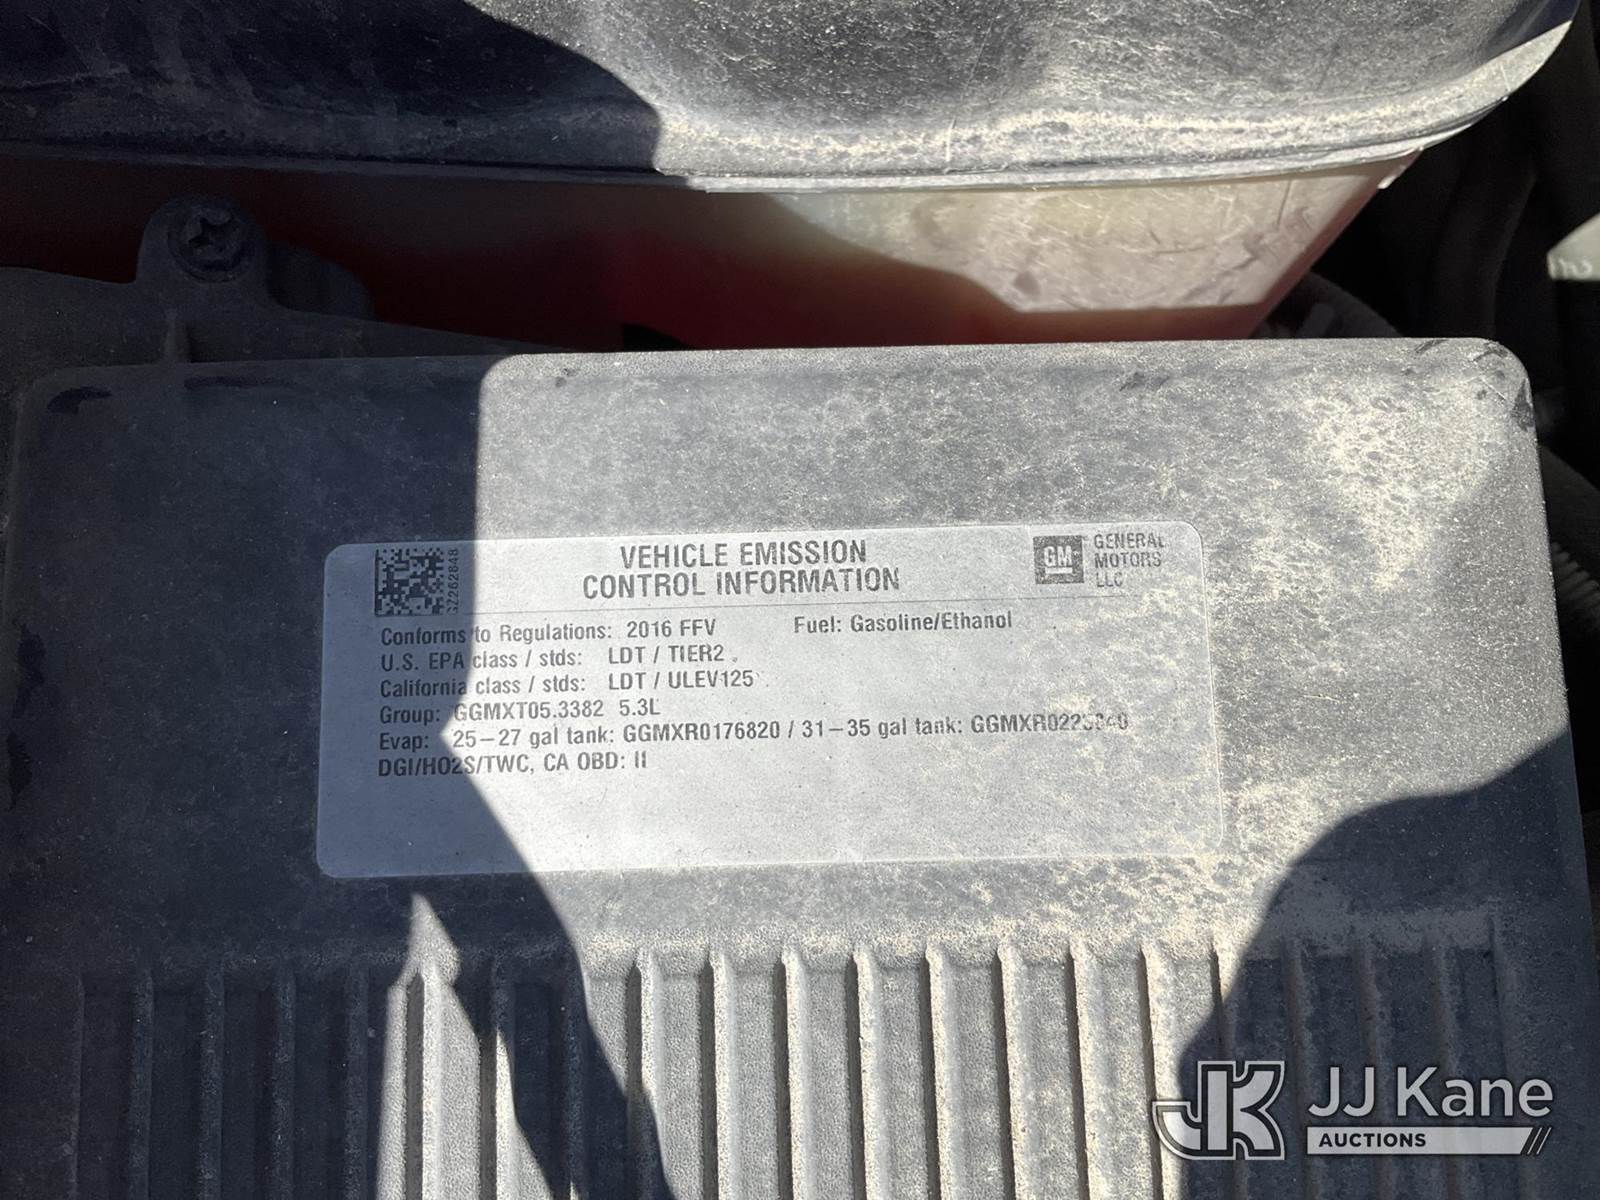 VEHICLE EMISSION
CONTROL INFORMATION
GM
GENERAL
MOTORS
LLC
GZ262848
Conforms to Regulations: 2016 FFV Fuel: Gasoline/Ethanol
U.S. EPA class / stds: LDT / TIER2
California class / stds: LDT / ULEV125
Group: GGMXT05.3382 5.3L
Evap: 25-27 gal tank: GGMXR0176820 / 31-35 gal tank:
DGI/HO2S/TWC, CA OBD: II
JK JJ Kane
AUCTIONS